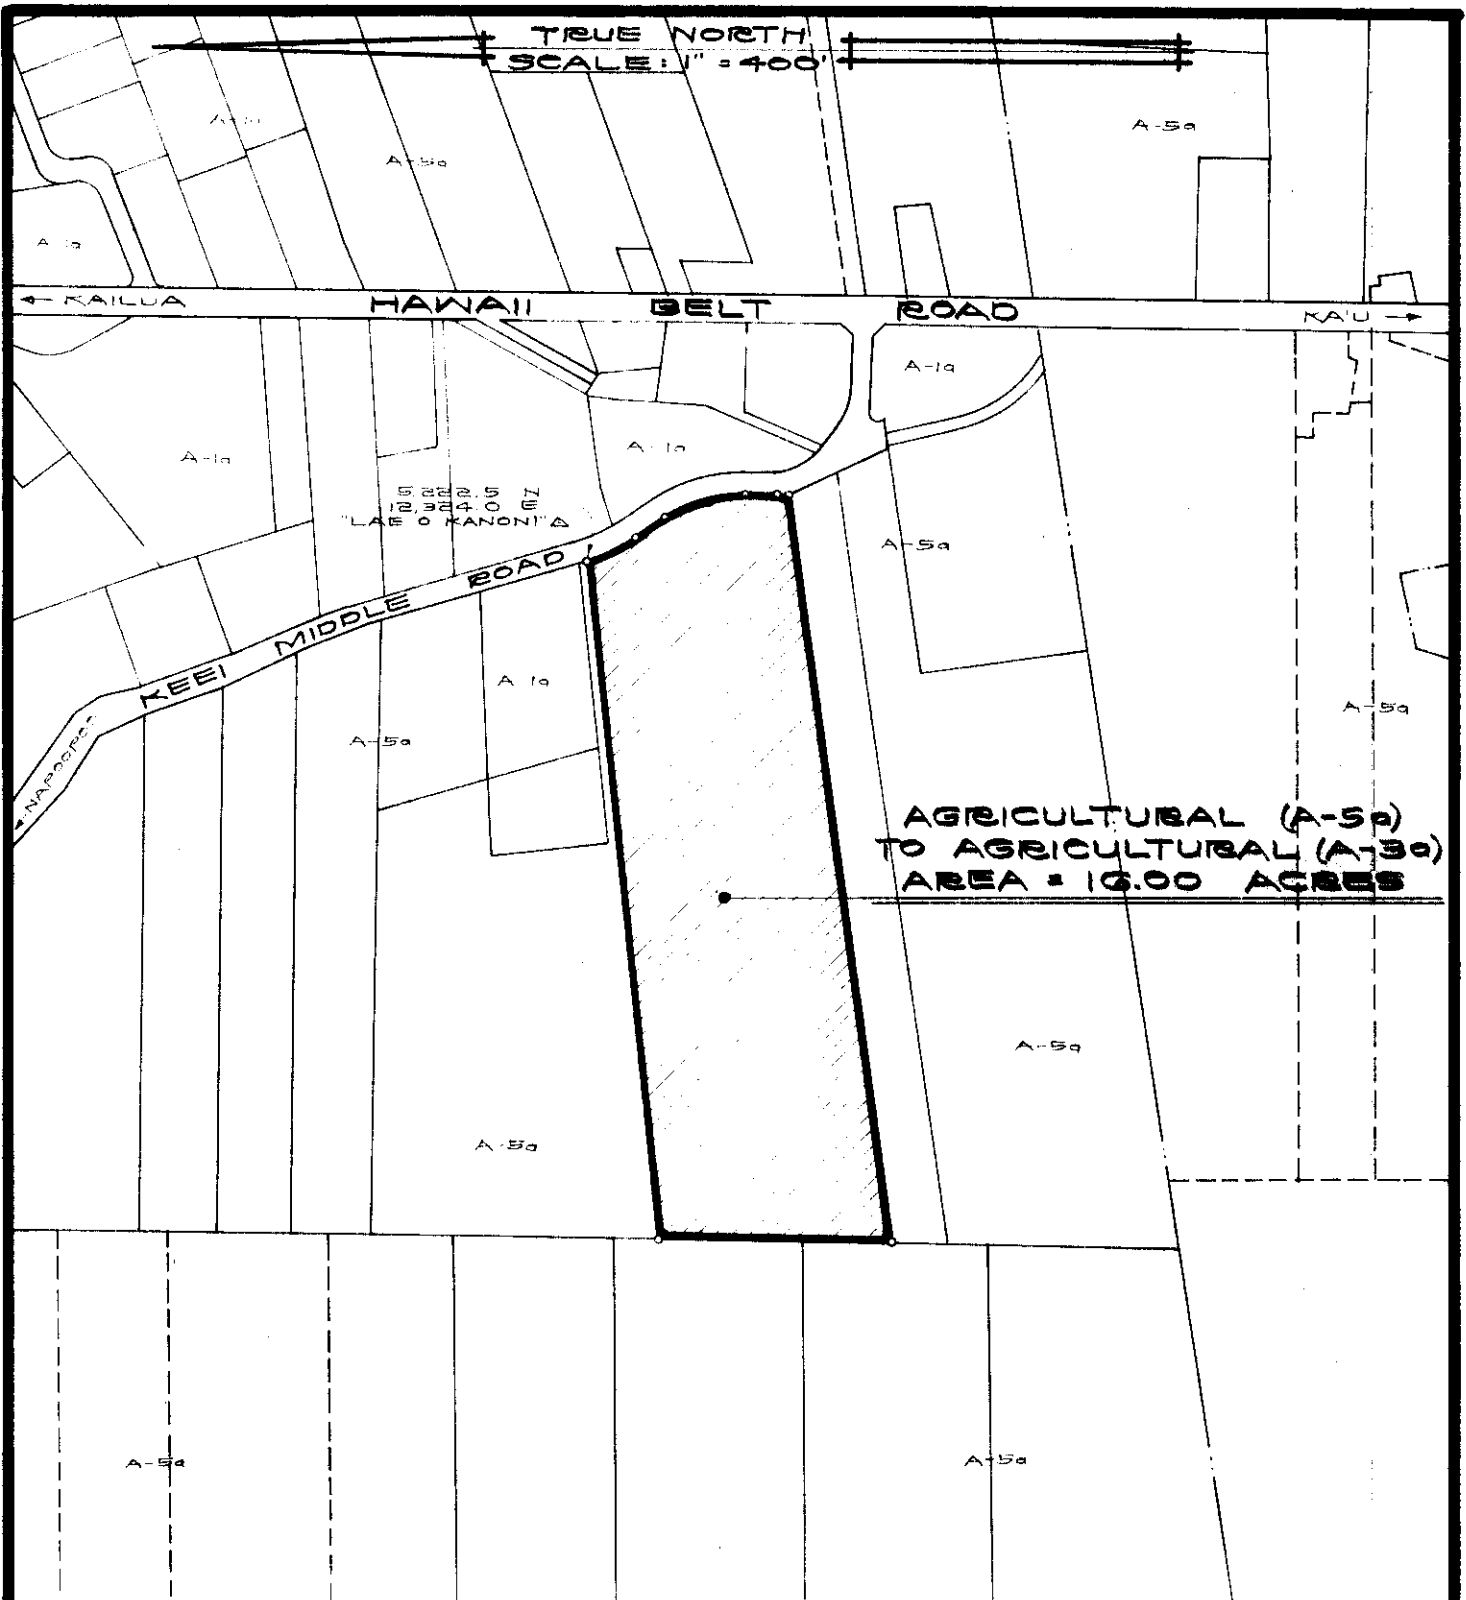 TRUE NORTH
SCALE: 1" = 400'
A-5a
A-5a
A-1a
← KAILUA
HAWAII BELT ROAD
KA'U →
A-1a
A-1a
A-1a
5,222.5 N
12,324.0 E
"LAE O KANONI"
A-5a
KEEI MIDDLE ROAD
A-1a
A-5a
A-5a
NAPOOPOO
AGRICULTURAL (A-5a)
TO AGRICULTURAL (A-3a)
AREA = 16.00 ACRES
A-5a
A-5a
A-5a
A-5a